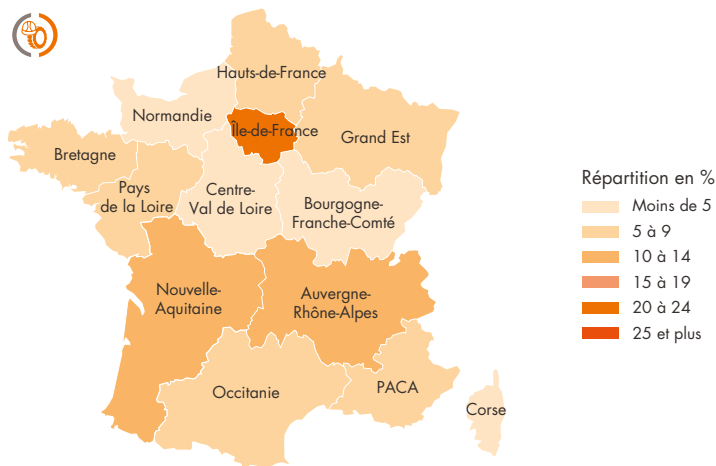 Hauts-de-France
Normandie
Île-de-France
Grand Est
Bretagne
Pays
de la Loire
Centre-
Val de Loire
Bourgogne-
Franche-Comté
Nouvelle-
Aquitaine
Auvergne-
Rhône-Alpes
Occitanie
PACA
Corse
Répartition en %
Moins de 5
5 à 9
10 à 14
15 à 19
20 à 24
25 et plus